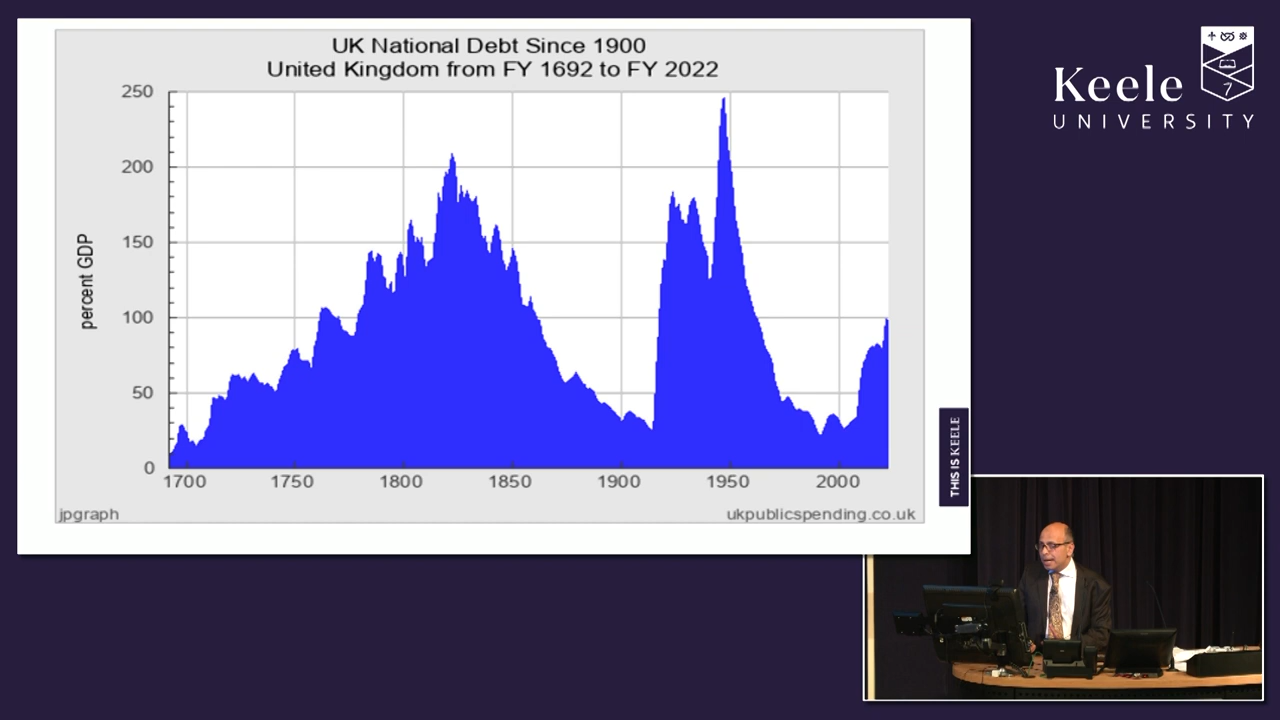 UK National Debt Since 1900
United Kingdom from FY 1692 to FY 2022
percent GDP
250
200
150
100
50
0
1700
1750
1800
1850
1900
1950
2000
jpgraph
ukpublicspending.co.uk
THIS IS KEELE
Keele
UNIVERSITY